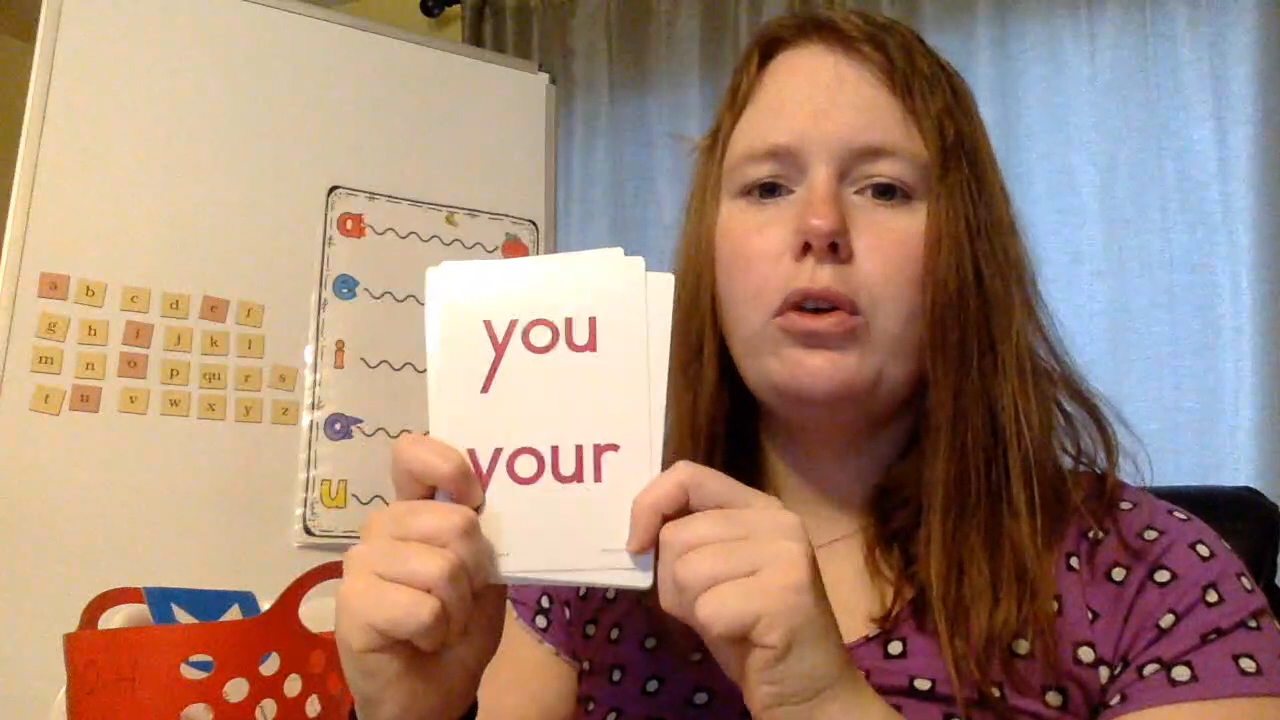 a b c d e f
g h i j k l
m n o p qu r s
t u v w x y z
a
e
i
o
u
you
your